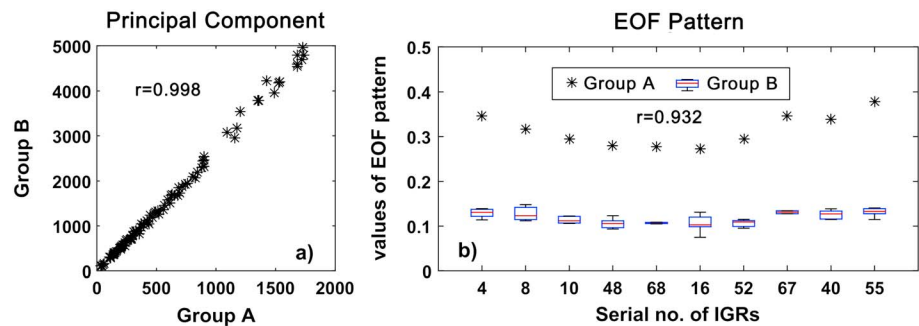 Principal Component
5000
4000
3000
2000
1000
0
Group B
r=0.998
a)
0 500 1000 1500 2000
Group A
EOF Pattern
0.5
0.4
0.3
0.2
0.1
0
values of EOF pattern
Group A Group B
r=0.932
b)
4 8 10 48 68 16 52 67 40 55
Serial no. of IGRs